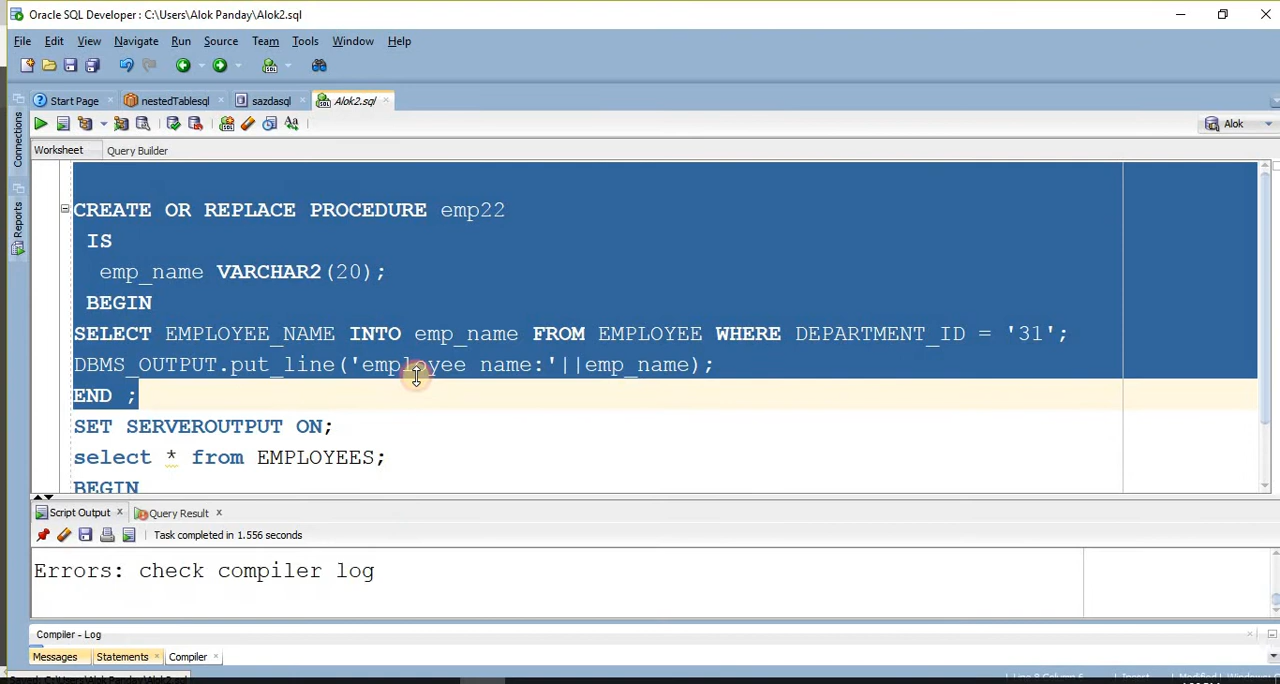 Oracle SQL Developer : C:\Users\Alok Panday\Alok2.sql
File Edit View Navigate Run Source Team Tools Window Help
Start Page nestedTablesql sazdasql Alok2.sql
Alok
Worksheet Query Builder
Connections
Reports
CREATE OR REPLACE PROCEDURE emp22
IS
emp_name VARCHAR2(20);
BEGIN
SELECT EMPLOYEE_NAME INTO emp_name FROM EMPLOYEE WHERE DEPARTMENT_ID = '31';
DBMS_OUTPUT.put_line('employee name:'||emp_name);
END ;
SET SERVEROUTPUT ON;
select * from EMPLOYEES;
BEGIN
Script Output Query Result
Task completed in 1.556 seconds
Errors: check compiler log
Compiler - Log
Messages Statements Compiler